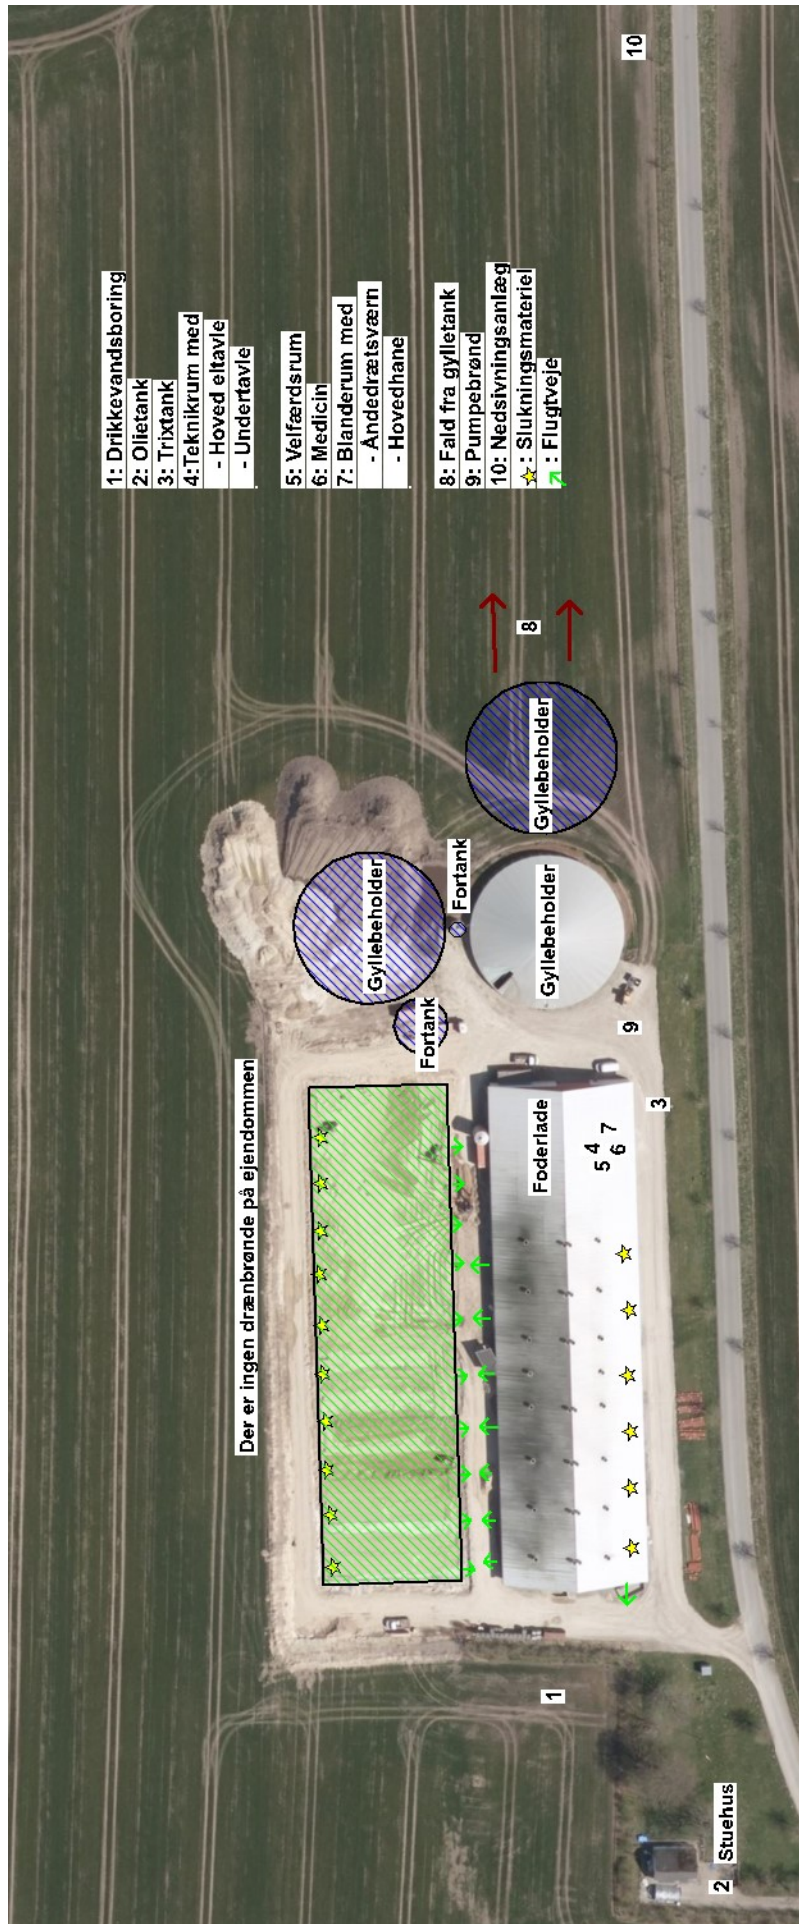 1: Drikkevandsboring
2: Olietank
3: Trixtank
4:Teknikrum med
- Hoved eltavle
- Undertavle
5: Velfærdsrum
6: Medicin
7: Blanderum med
- Åndedrætsværn
- Hovedhane
8: Fald fra gylletank
9: Pumpebrønd
10: Nedsivningsanlæg
: Slukningsmateriel
: Flugtveje
Der er ingen drænbrønde på ejendommen
Gyllebeholder
Fortank
Fortank
Gyllebeholder
Gyllebeholder
8
10
Foderlade
5 4
6 7
9
3
1
2
Stuehus